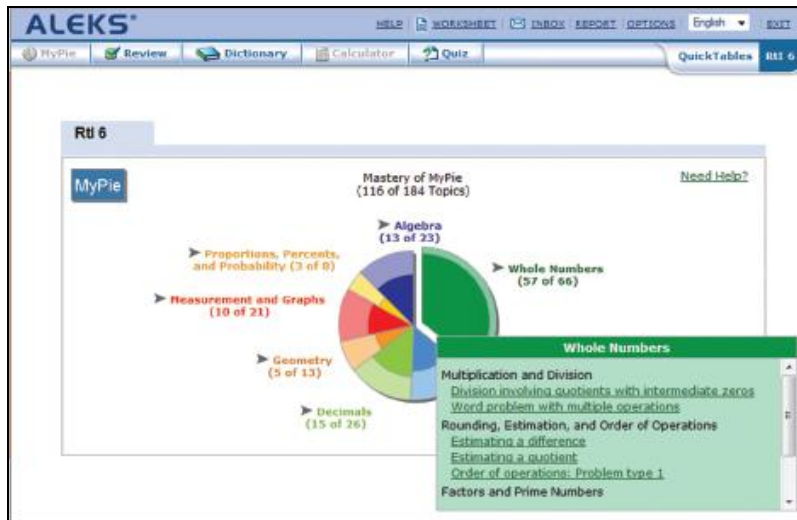 ALEKS®
HELP WORKSHEET INBOX REPORT OPTIONS English EXIT
MyPie Review Dictionary Calculator Quiz QuickTables RtI 6
RtI 6
MyPie
Mastery of MyPie
(116 of 184 Topics)
Need Help?
Algebra
(13 of 23)
Proportions, Percents,
and Probability (3 of 8)
Whole Numbers
(57 of 66)
Measurement and Graphs
(10 of 21)
Geometry
(5 of 13)
Decimals
(15 of 26)
Whole Numbers
Multiplication and Division
Division involving quotients with intermediate zeros
Word problem with multiple operations
Rounding, Estimation, and Order of Operations
Estimating a difference
Estimating a quotient
Order of operations: Problem type 1
Factors and Prime Numbers